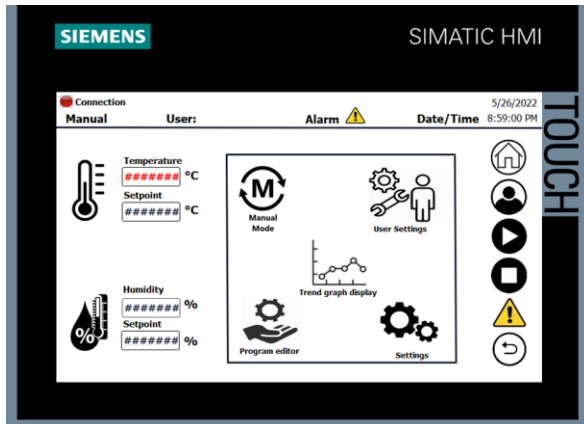 SIEMENS
SIMATIC HMI
TOUCH
Connection
5/26/2022
Manual
User:
Alarm
Date/Time
8:59:00 PM
Temperature
####### °C
Setpoint
####### °C
M
Manual
Mode
User Settings
Trend graph display
Humidity
####### %
Setpoint
####### %
%
Program editor
Settings